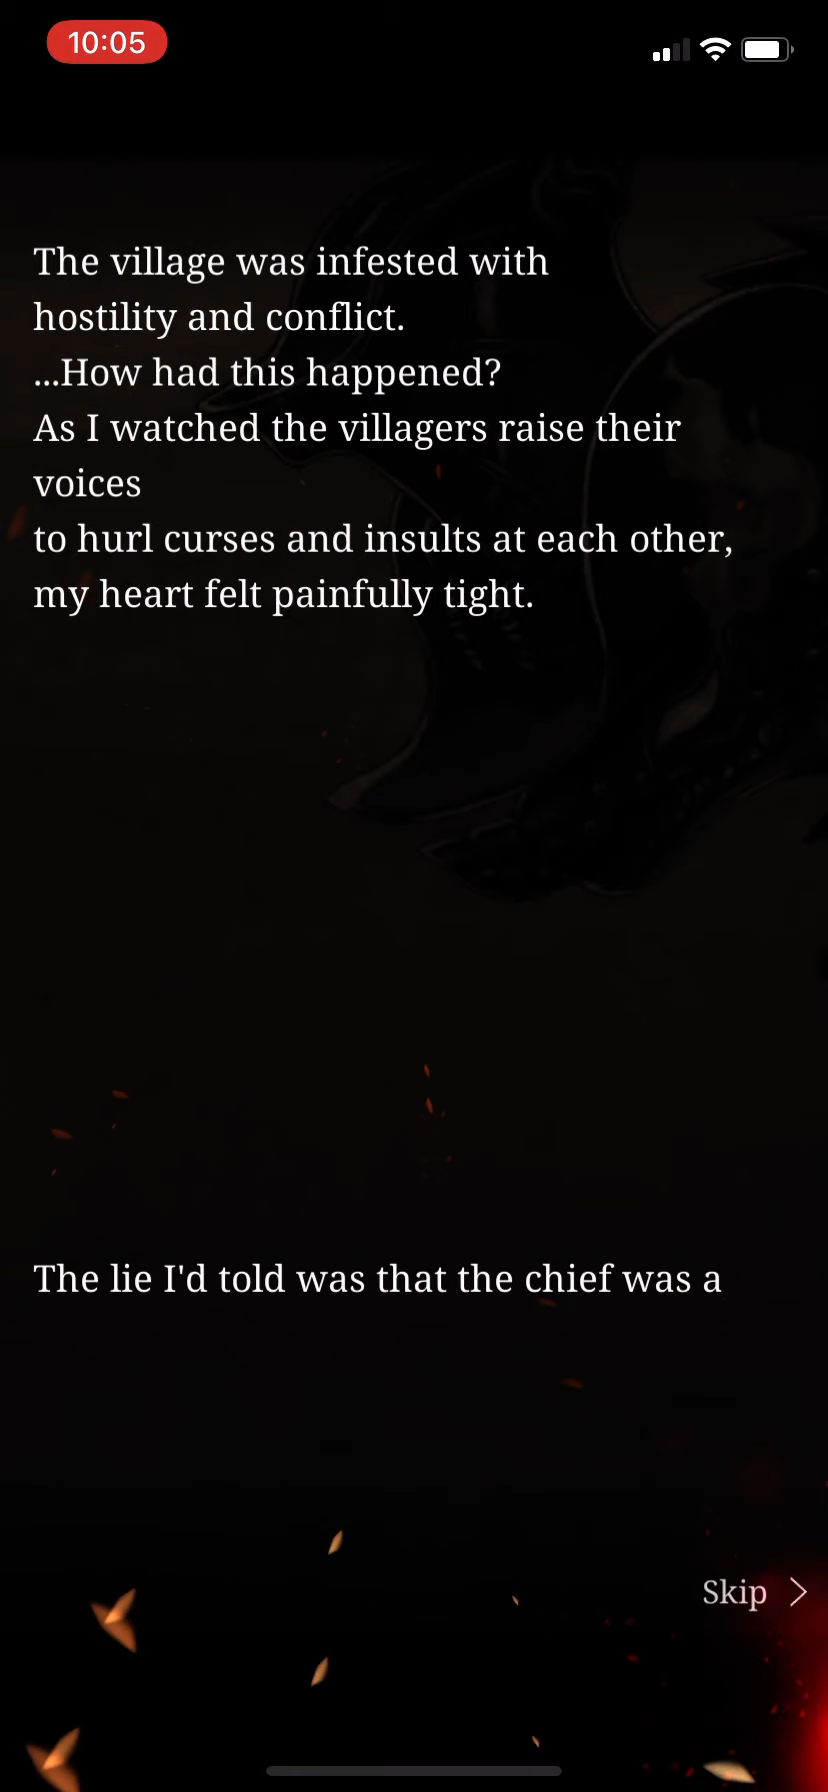 10:05
The village was infested with
hostility and conflict.
...How had this happened?
As I watched the villagers raise their
voices
to hurl curses and insults at each other,
my heart felt painfully tight.
The lie I'd told was that the chief was a
Skip